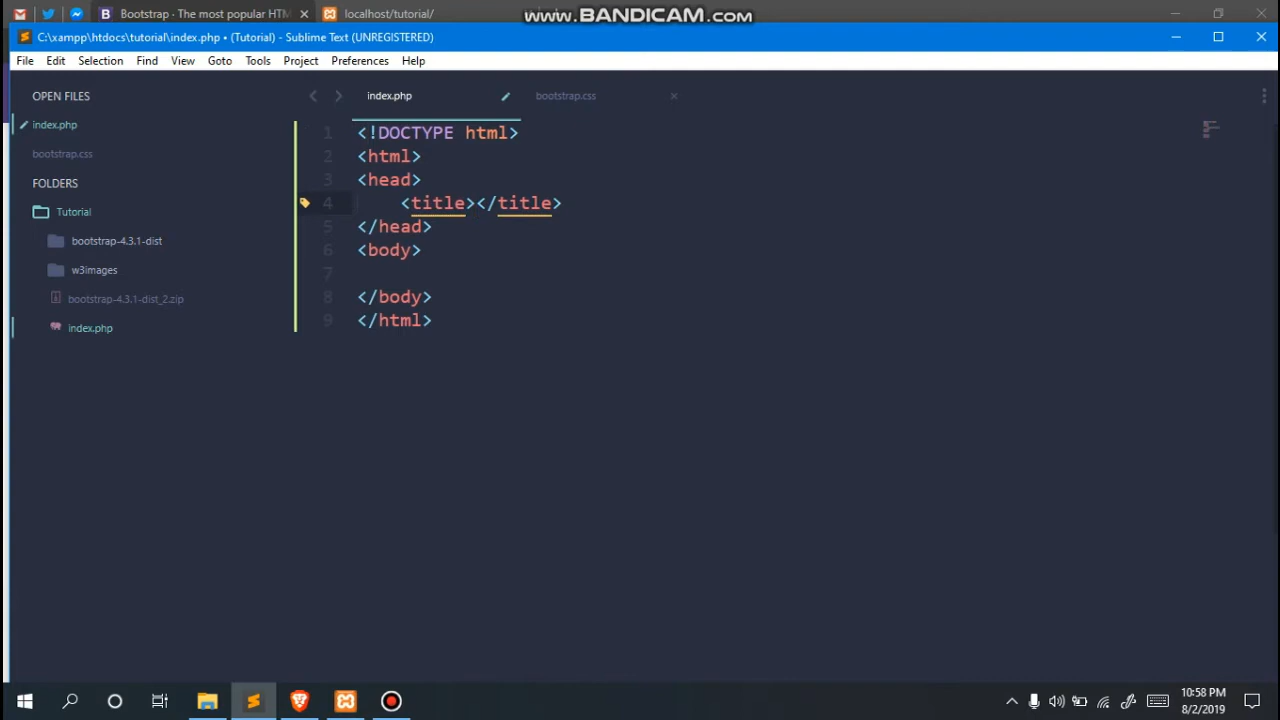 Bootstrap · The most popular HTM
localhost/tutorial/
www.BANDICAM.com
C:\xampp\htdocs\tutorial\index.php • (Tutorial) - Sublime Text (UNREGISTERED)
File Edit Selection Find View Goto Tools Project Preferences Help
OPEN FILES
index.php
bootstrap.css
FOLDERS
Tutorial
bootstrap-4.3.1-dist
w3images
bootstrap-4.3.1-dist_2.zip
index.php
index.php
bootstrap.css
1 <!DOCTYPE html>
2 <html>
3 <head>
4 <title></title>
5 </head>
6 <body>
7
8 </body>
9 </html>
10:58 PM
8/2/2019